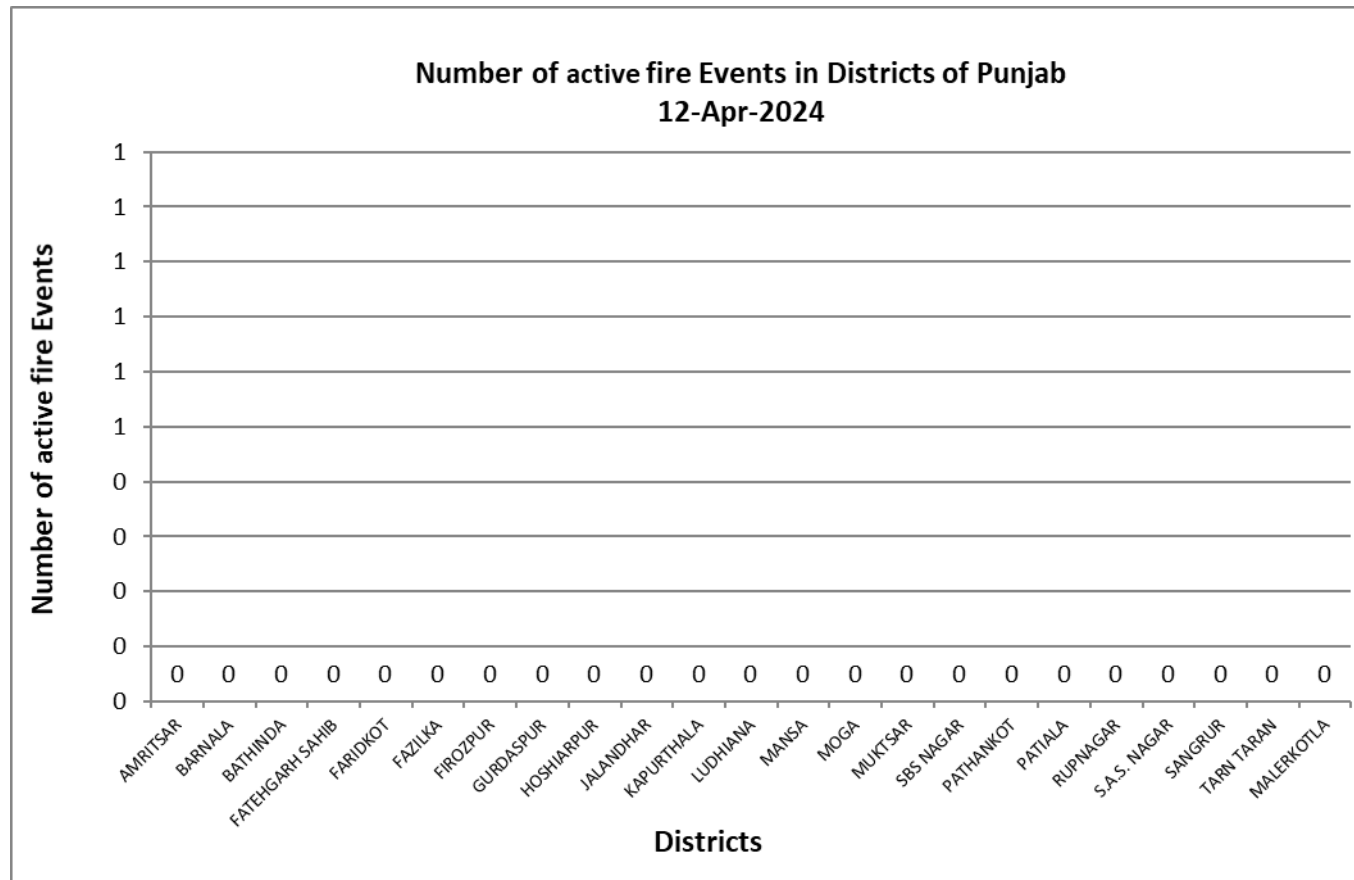 Number of active fire Events in Districts of Punjab
12-Apr-2024
Number of active fire Events
1
1
1
1
1
1
0
0
0
0
0
0 0 0 0 0 0 0 0 0 0 0 0 0 0 0 0 0 0 0 0 0 0 0
AMRITSAR
BARNALA
BATHINDA
FATEHGARH SAHIB
FARIDKOT
FAZILKA
FIROZPUR
GURDASPUR
HOSHIARPUR
JALANDHAR
KAPURTHALA
LUDHIANA
MANSA
MOGA
MUKTSAR
SBS NAGAR
PATHANKOT
PATIALA
RUPNAGAR
S.A.S. NAGAR
SANGRUR
TARN TARAN
MALERKOTLA
Districts